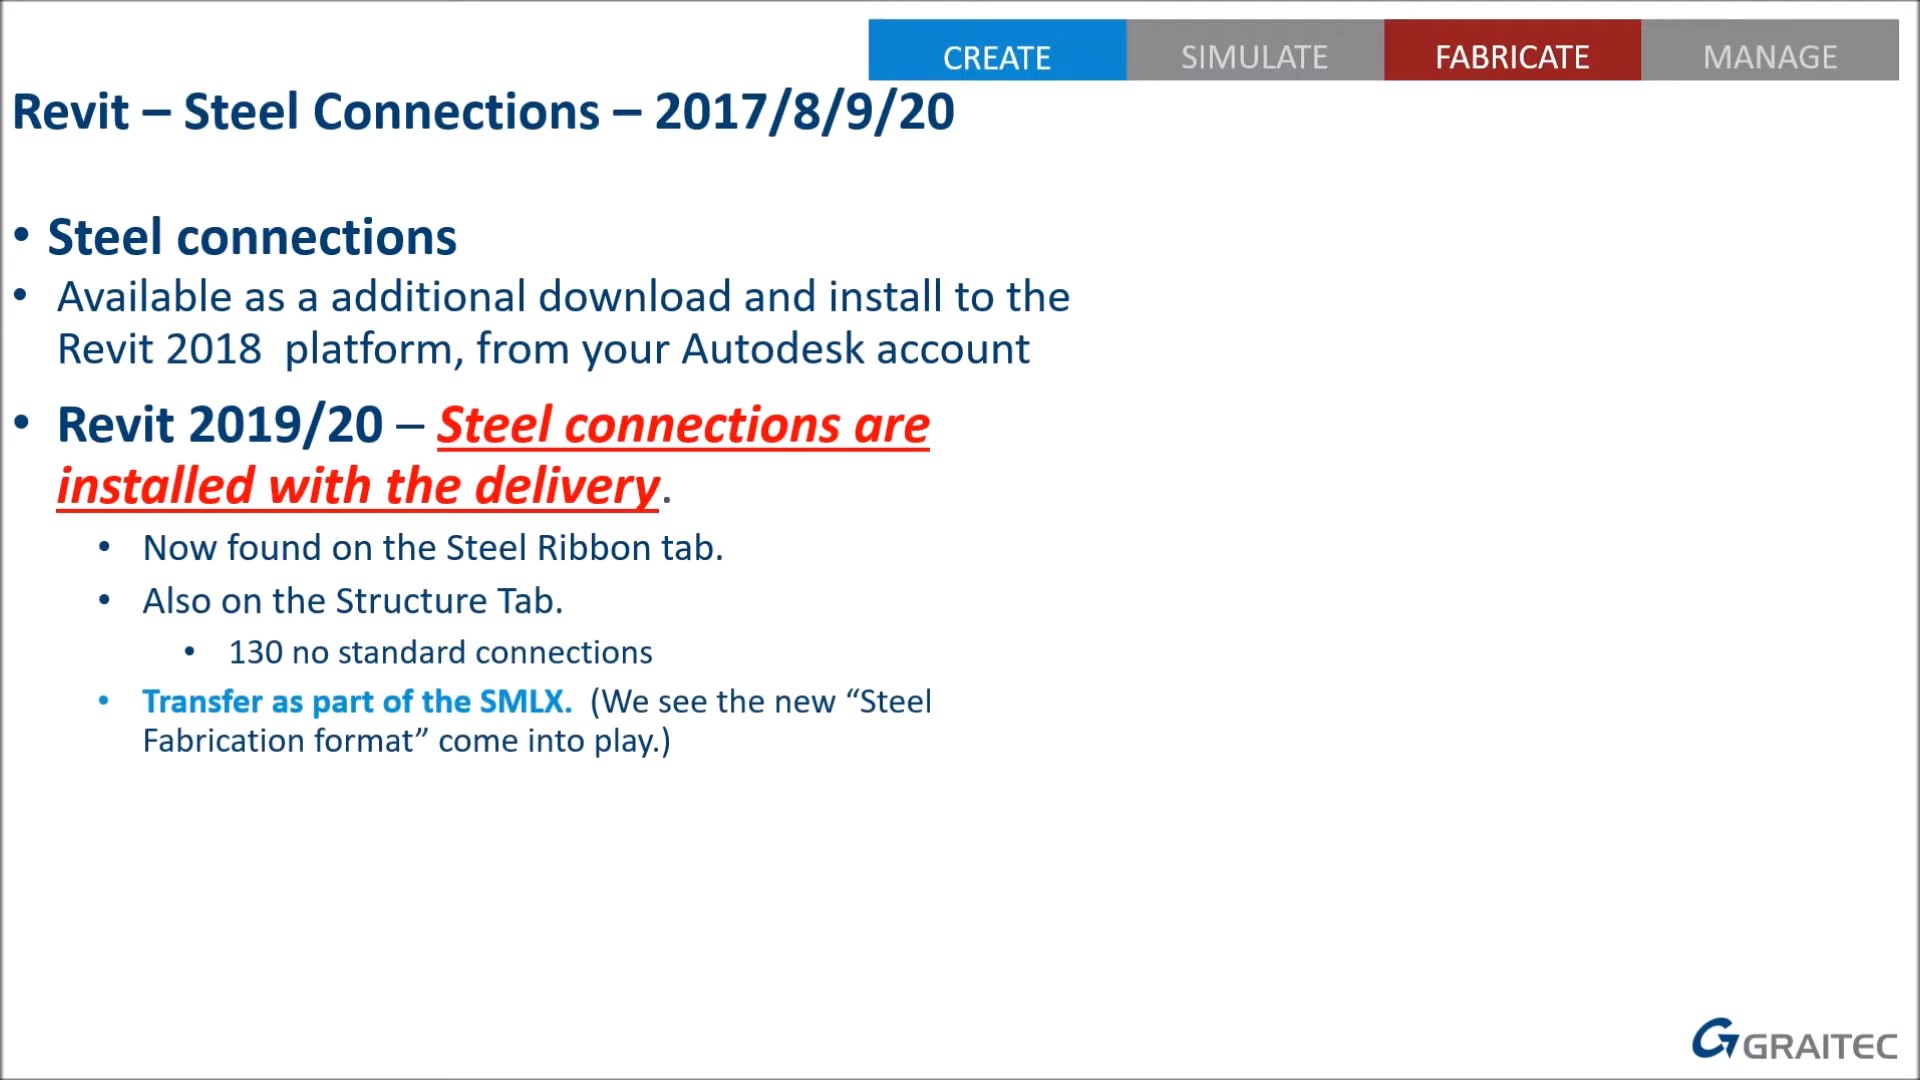 CREATE SIMULATE FABRICATE MANAGE
Revit – Steel Connections – 2017/8/9/20
• Steel connections
• Available as a additional download and install to the
Revit 2018  platform, from your Autodesk account
• Revit 2019/20 – Steel connections are
installed with the delivery.
• Now found on the Steel Ribbon tab.
• Also on the Structure Tab.
• 130 no standard connections
• Transfer as part of the SMLX.  (We see the new “Steel
Fabrication format” come into play.)
GRAITEC